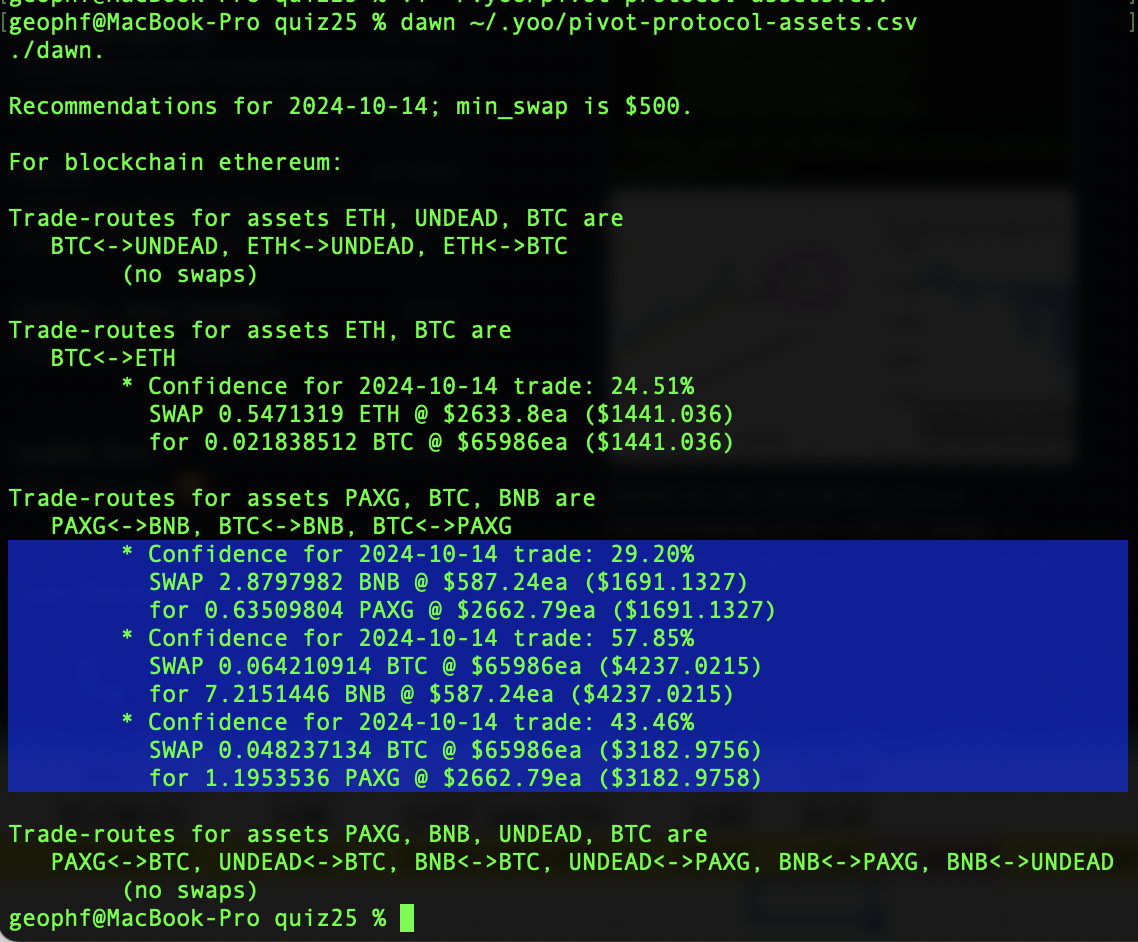 geophf@MacBook-Pro quiz25 % dawn ~/.yoo/pivot-protocol-assets.csv
./dawn.
Recommendations for 2024-10-14; min_swap is $500.
For blockchain ethereum:
Trade-routes for assets ETH, UNDEAD, BTC are
BTC<->UNDEAD, ETH<->UNDEAD, ETH<->BTC
(no swaps)
Trade-routes for assets ETH, BTC are
BTC<->ETH
* Confidence for 2024-10-14 trade: 24.51%
SWAP 0.5471319 ETH @ $2633.8ea ($1441.036)
for 0.021838512 BTC @ $65986ea ($1441.036)
Trade-routes for assets PAXG, BTC, BNB are
PAXG<->BNB, BTC<->BNB, BTC<->PAXG
* Confidence for 2024-10-14 trade: 29.20%
SWAP 2.8797982 BNB @ $587.24ea ($1691.1327)
for 0.63509804 PAXG @ $2662.79ea ($1691.1327)
* Confidence for 2024-10-14 trade: 57.85%
SWAP 0.064210914 BTC @ $65986ea ($4237.0215)
for 7.2151446 BNB @ $587.24ea ($4237.0215)
* Confidence for 2024-10-14 trade: 43.46%
SWAP 0.048237134 BTC @ $65986ea ($3182.9756)
for 1.1953536 PAXG @ $2662.79ea ($3182.9758)
Trade-routes for assets PAXG, BNB, UNDEAD, BTC are
PAXG<->BTC, UNDEAD<->BTC, BNB<->BTC, UNDEAD<->PAXG, BNB<->PAXG, BNB<->UNDEAD
(no swaps)
geophf@MacBook-Pro quiz25 %